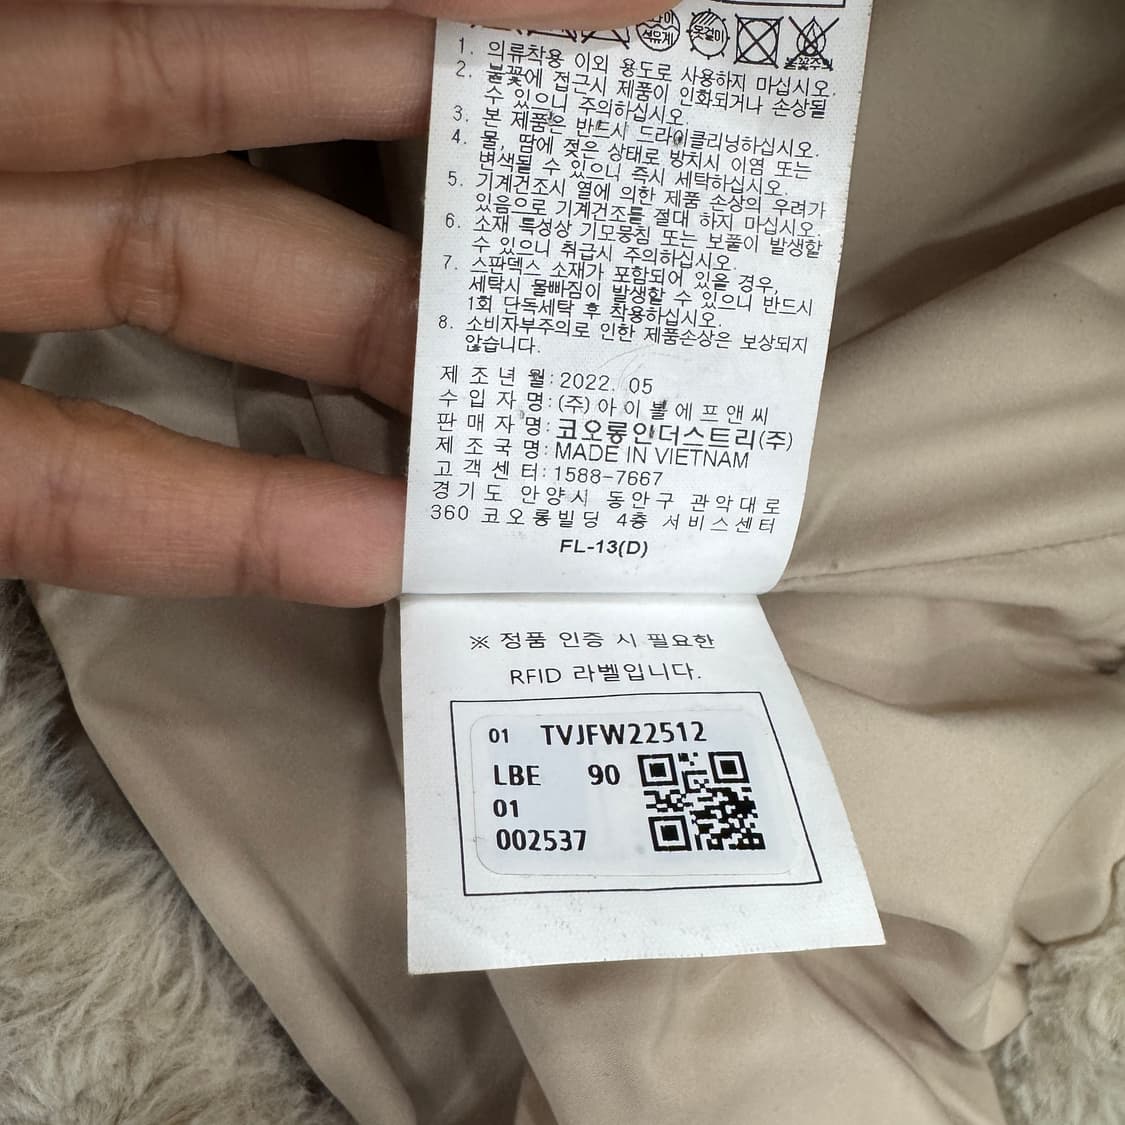 석유계
옷걸이
불꽃주의
1. 의류착용 이외 용도로 사용하지 마십시오.
2. 불꽃에 접근시 제품이 인화되거나 손상될
수 있으니 주의하십시오.
3. 본 제품은 반드시 드라이클리닝하십시오.
4. 물, 땀에 젖은 상태로 방치시 이염 또는
변색될 수 있으니 즉시 세탁하십시오.
5. 기계건조시 열에 의한 제품 손상의 우려가
있음으로 기계건조를 절대 하지 마십시오.
6. 소재 특성상 기모뭉침 또는 보풀이 발생할
수 있으니 취급시 주의하십시오.
7. 스판덱스 소재가 포함되어 있을 경우,
세탁시 물빠짐이 발생할 수 있으니 반드시
1회 단독세탁 후 착용하십시오.
8. 소비자부주의로 인한 제품손상은 보상되지
않습니다.
제조년월: 2022. 05
수입자명: (주)아이블에프앤씨
판매자명: 코오롱인더스트리(주)
제조국명: MADE IN VIETNAM
고객센터: 1588-7667
경기도 안양시 동안구 관악대로
360 코오롱빌딩 4층 서비스센터
FL-13(D)
※ 정품 인증 시 필요한
RFID 라벨입니다.
01 TVJFW22512
LBE 90
01
002537